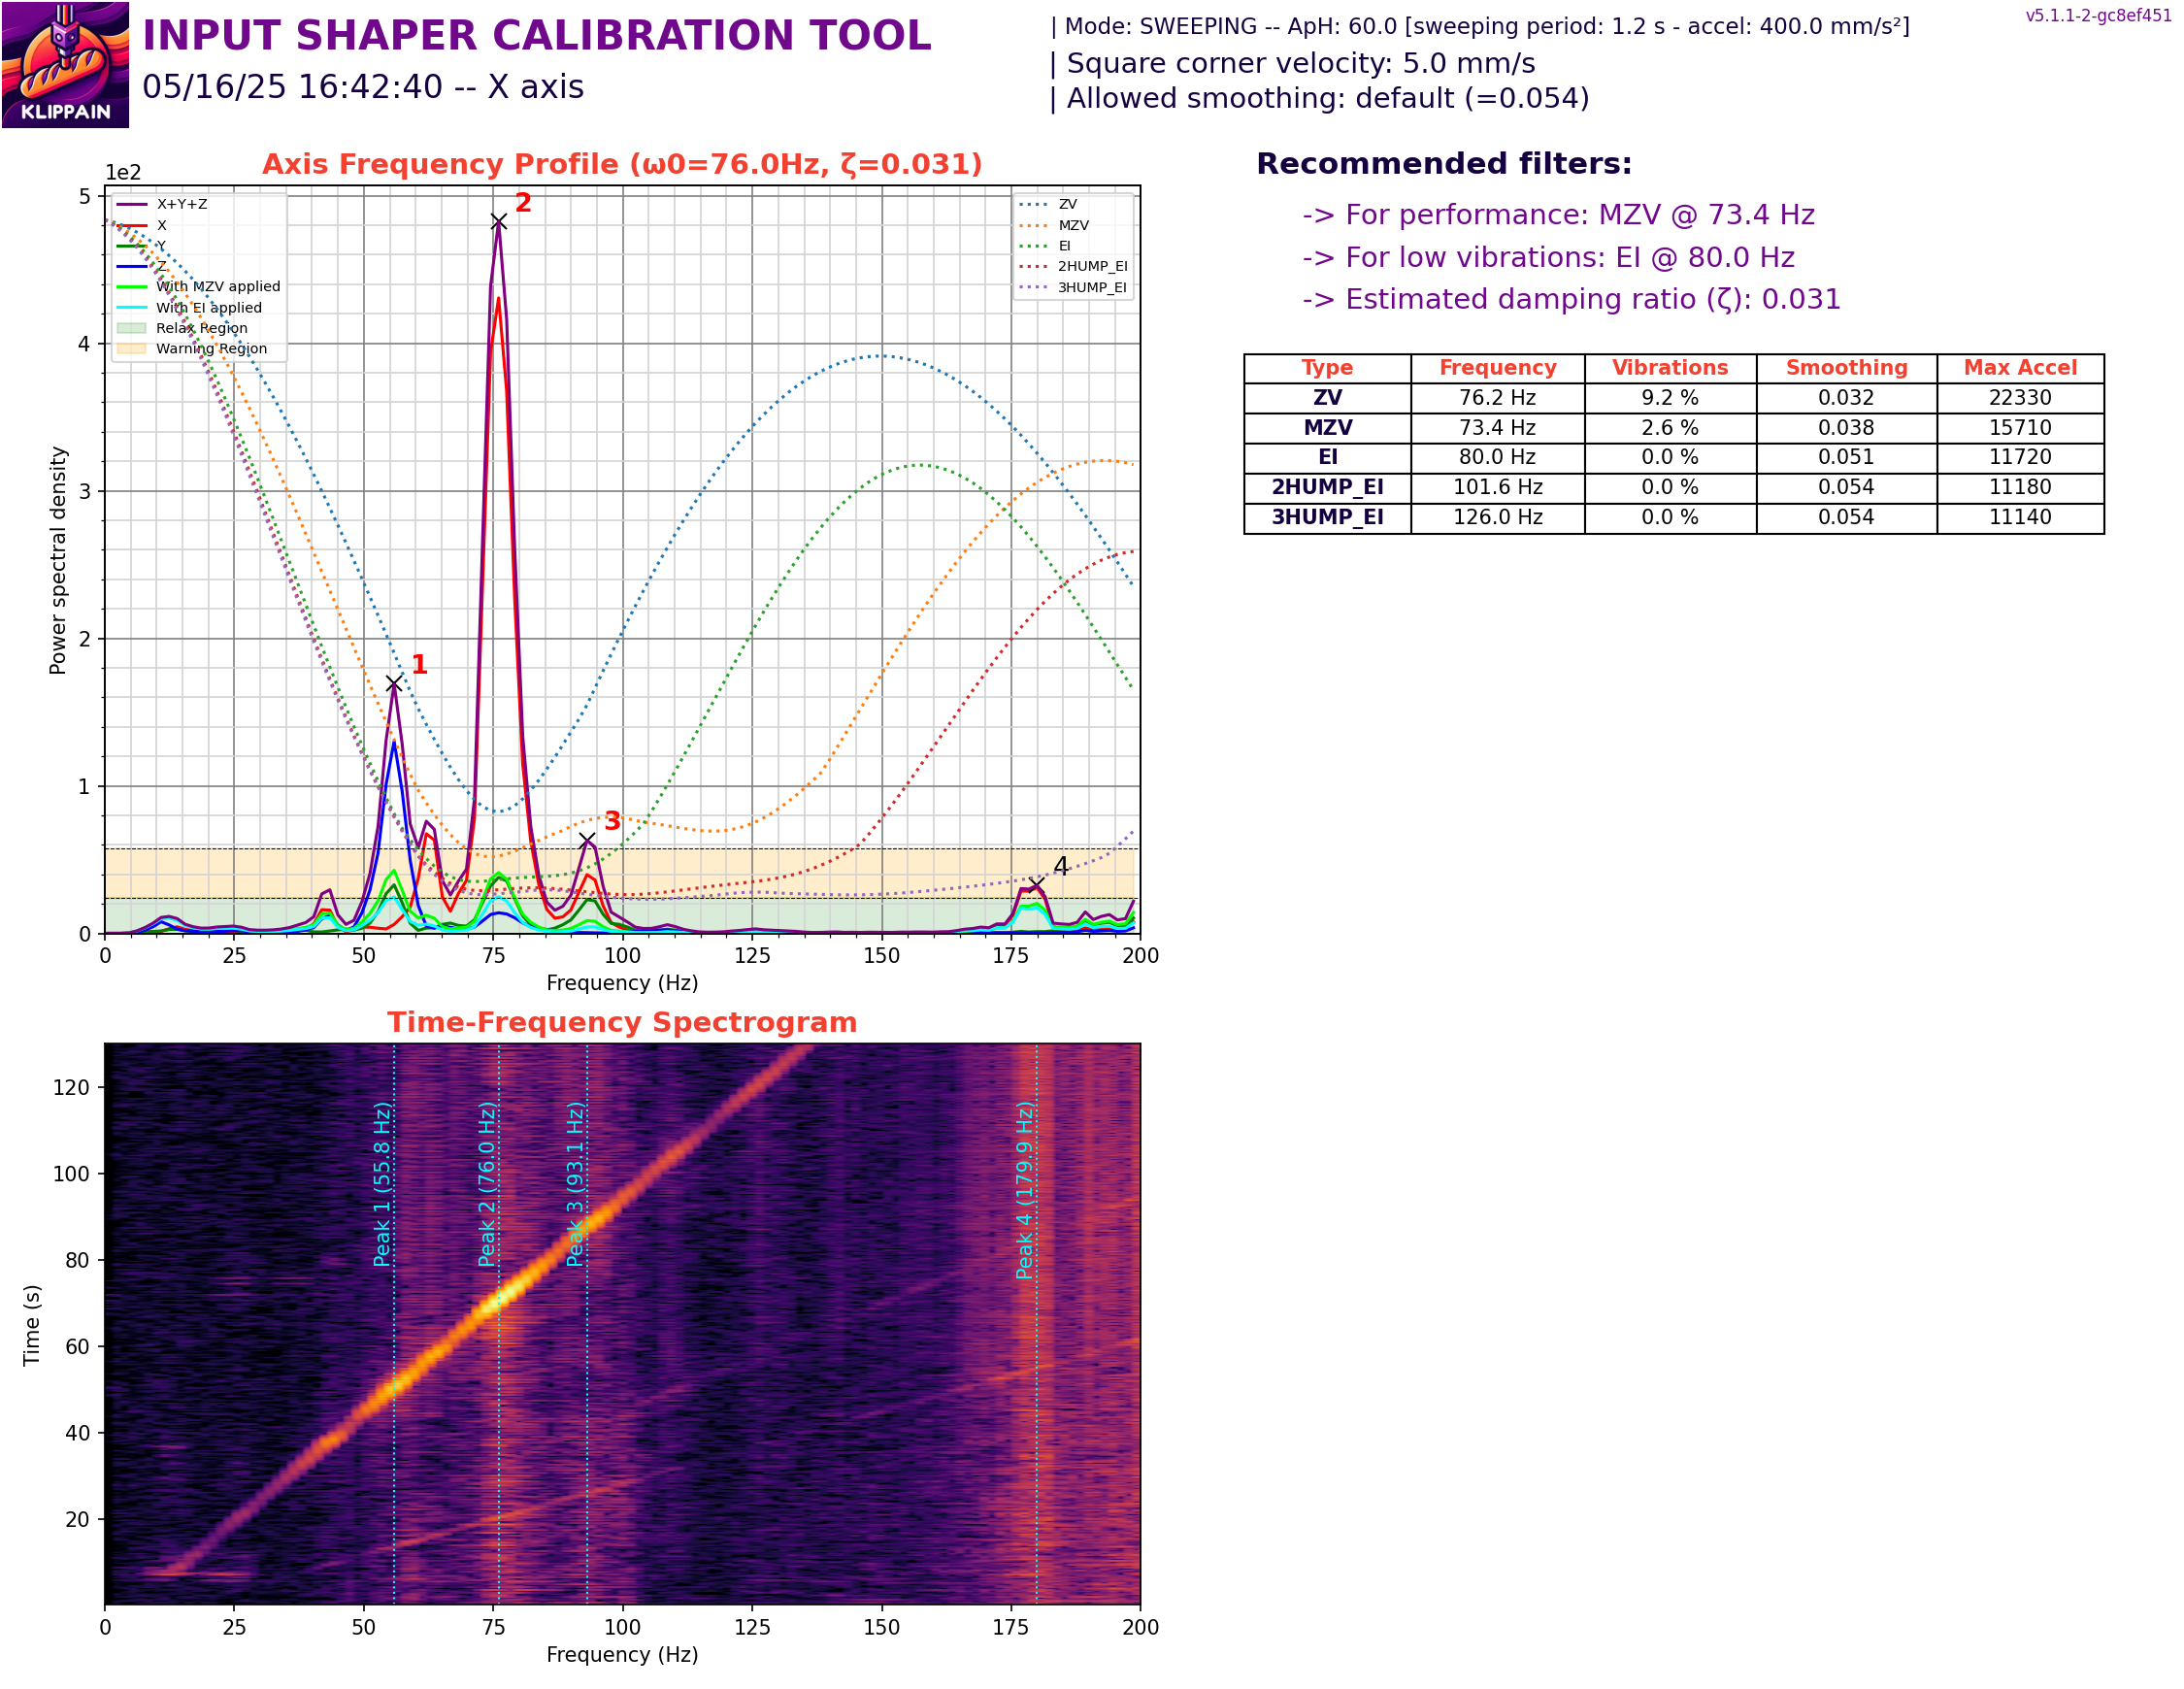 INPUT SHAPER CALIBRATION TOOL
05/16/25 16:42:40 -- X axis
KLIPPAIN
| Mode: SWEEPING -- ApH: 60.0 [sweeping period: 1.2 s - accel: 400.0 mm/s²]
| Square corner velocity: 5.0 mm/s
| Allowed smoothing: default (=0.054)
v5.1.1-2-gc8ef451
Axis Frequency Profile (ω0=76.0Hz, ζ=0.031)
1e2
5
4
3
2
1
0
Power spectral density
X+Y+Z
X
Y
Z
With MZV applied
With EI applied
Relax Region
Warning Region
ZV
MZV
EI
2HUMP_EI
3HUMP_EI
1
2
3
4
0 25 50 75 100 125 150 175 200
Frequency (Hz)
Recommended filters:
-> For performance: MZV @ 73.4 Hz
-> For low vibrations: EI @ 80.0 Hz
-> Estimated damping ratio (ζ): 0.031
Type Frequency Vibrations Smoothing Max Accel
ZV 76.2 Hz 9.2 % 0.032 22330
MZV 73.4 Hz 2.6 % 0.038 15710
EI 80.0 Hz 0.0 % 0.051 11720
2HUMP_EI 101.6 Hz 0.0 % 0.054 11180
3HUMP_EI 126.0 Hz 0.0 % 0.054 11140
Time-Frequency Spectrogram
120
100
80
60
40
20
Time (s)
Peak 1 (55.8 Hz)
Peak 2 (76.0 Hz)
Peak 3 (93.1 Hz)
Peak 4 (179.9 Hz)
0 25 50 75 100 125 150 175 200
Frequency (Hz)